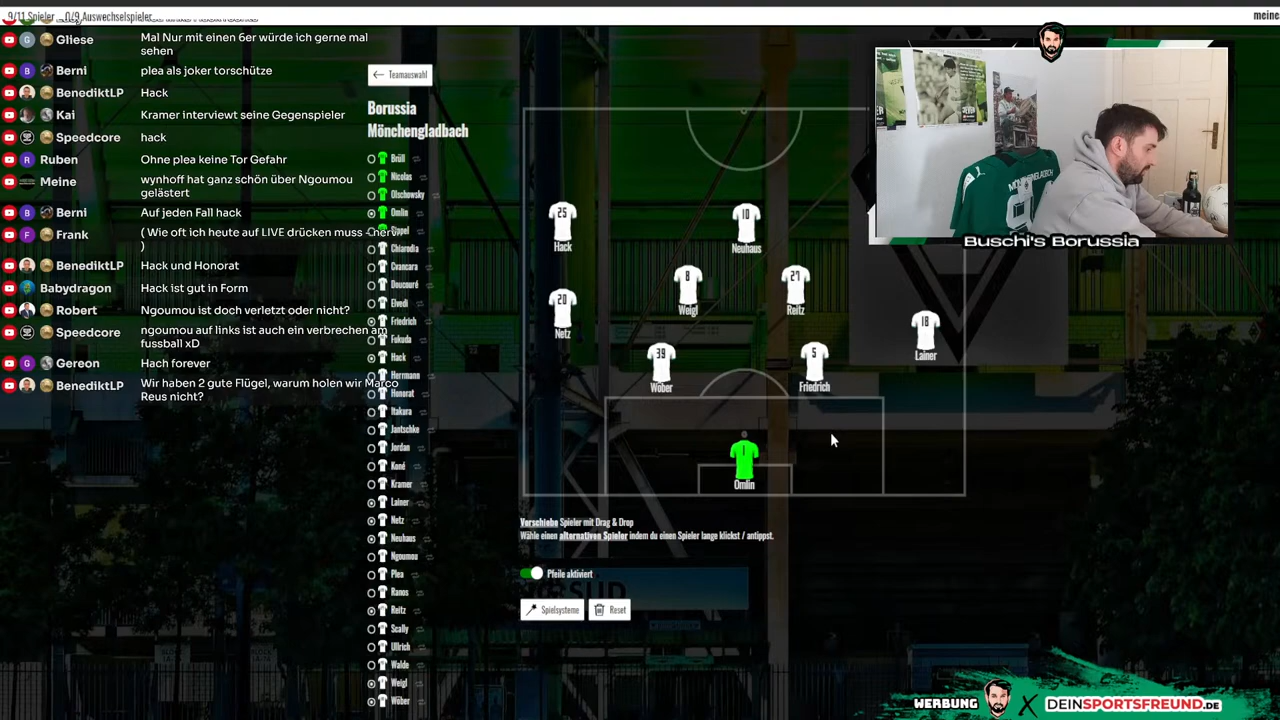 9/11 Spieler 0/9 Auswechselspieler
meine
Gliese Mal Nur mit einen 6er würde ich gerne mal
sehen
Berni plea als joker torschütze
BenediktLP Hack
Kai Kramer interviewt seine Gegenspieler
Speedcore hack
Ruben Ohne plea keine Tor Gefahr
Meine wynhoff hat ganz schön über Ngoumou
gelästert
Berni Auf jeden Fall hack
Frank ( Wie oft ich heute auf LIVE drücken muss - nerv
)
BenediktLP Hack und Honorat
Babydragon Hack ist gut in Form
Robert Ngoumou ist doch verletzt oder nicht?
Speedcore ngoumou auf links ist auch ein verbrechen am
fussball xD
Gereon Hach forever
BenediktLP Wir haben 2 gute Flügel, warum holen wir Marco
Reus nicht?
← Teamauswahl
Borussia
Mönchengladbach
Brüll
Nicolas
Olschowsky
Omlin
Sippel
Chiarodia
Cvancara
Doucouré
Elvedi
Friedrich
Fukuda
Hack
Herrmann
Honorat
Itakura
Jantschke
Jordan
Koné
Kramer
Lainer
Netz
Neuhaus
Ngoumou
Plea
Ranos
Reitz
Scally
Ullrich
Walde
Weigl
Wöber
25
Hack
10
Neuhaus
8
Weigl
27
Reitz
20
Netz
18
Lainer
39
Wöber
5
Friedrich
1
Omlin
Verschiebe Spieler mit Drag & Drop
Wähle einen alternativen Spieler indem du einen Spieler lange klickst / antippst.
Pfeile aktiviert
Spielsysteme
Reset
Buschi's Borussia
WERBUNG X DEINSPORTSFREUND.DE